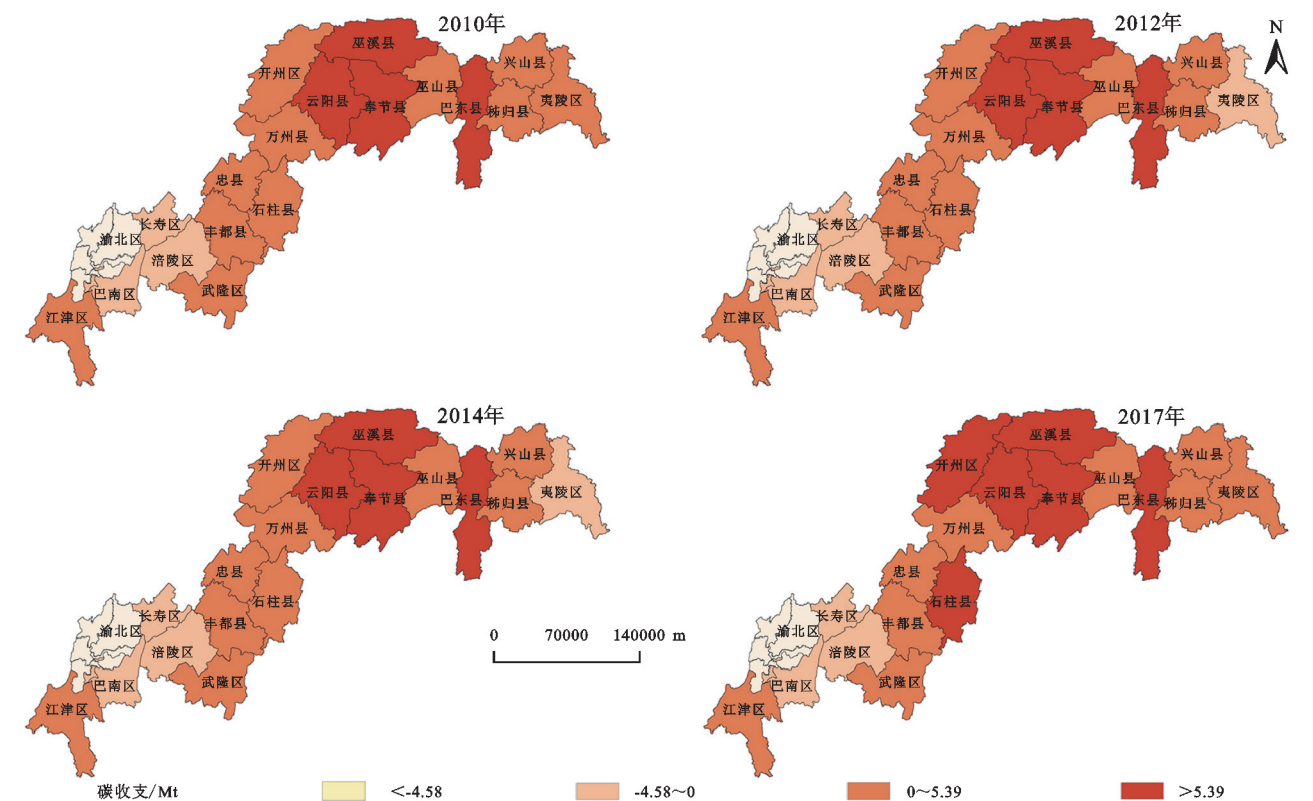 2010年
巫溪县
开州区
云阳县
奉节县
巫山县
巴东县
兴山县
秭归县
夷陵区
万州县
忠县
石柱县
丰都县
长寿区
渝北区
涪陵区
巴南区
武隆区
江津区
2012年
N
巫溪县
开州区
云阳县
奉节县
巫山县
巴东县
兴山县
秭归县
夷陵区
万州县
忠县
石柱县
丰都县
长寿区
渝北区
涪陵区
巴南区
武隆区
江津区
2014年
巫溪县
开州区
云阳县
奉节县
巫山县
巴东县
兴山县
秭归县
夷陵区
万州县
忠县
石柱县
丰都县
长寿区
渝北区
涪陵区
巴南区
武隆区
江津区
0 70000 140000 m
2017年
巫溪县
开州区
云阳县
奉节县
巫山县
巴东县
兴山县
秭归县
夷陵区
万州县
忠县
石柱县
丰都县
长寿区
渝北区
涪陵区
巴南区
武隆区
江津区
碳收支/Mt <-4.58 -4.58～0 0～5.39 >5.39